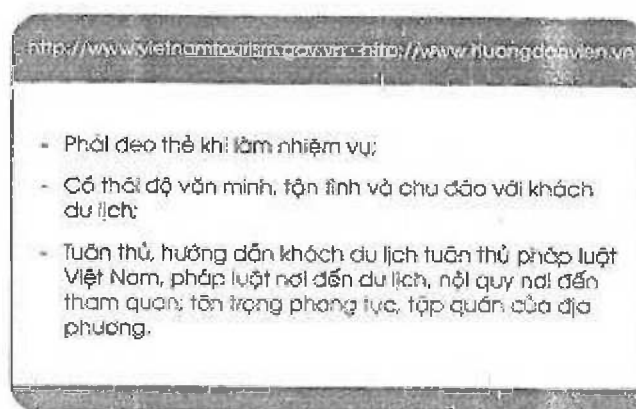 http://www.vietnamtourism.gov.vn - http://www.huongdanvien.vn
- Phải đeo thẻ khi làm nhiệm vụ;
- Có thái độ văn minh, tận tình và chu đáo với khách
du lịch;
- Tuân thủ, hướng dẫn khách du lịch tuân thủ pháp luật
Việt Nam, pháp luật nơi đến du lịch, nội quy nơi đến
tham quan; tôn trọng phong tục, tập quán của địa
phương.